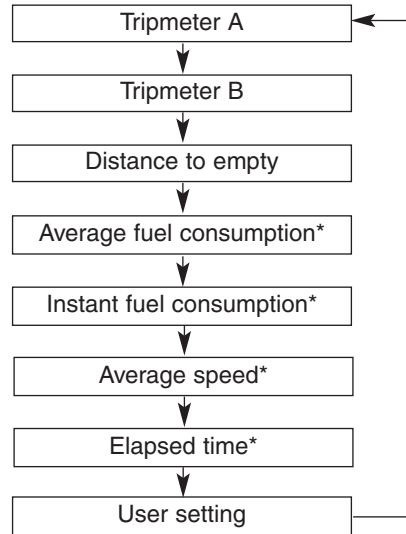 Tripmeter A
Tripmeter B
Distance to empty
Average fuel consumption*
Instant fuel consumption*
Average speed*
Elapsed time*
User setting